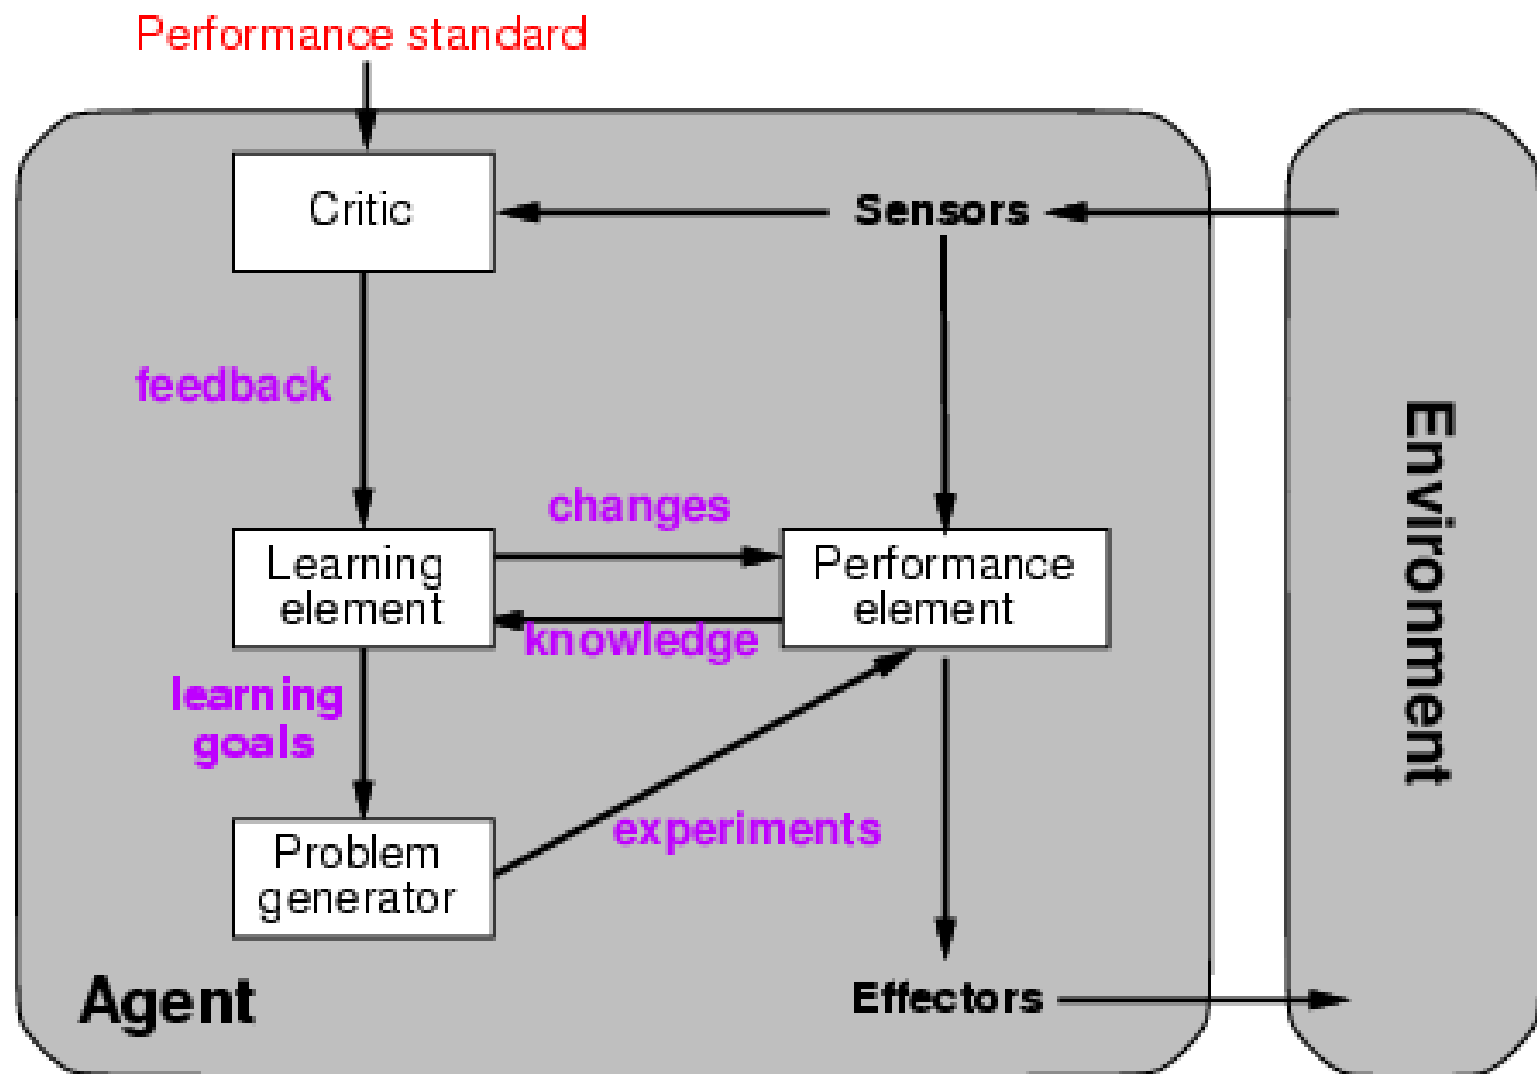 Performance standard
Critic
Sensors
feedback
changes
Learning
element
Performance
element
knowledge
learning
goals
experiments
Problem
generator
Agent
Effectors
Environment